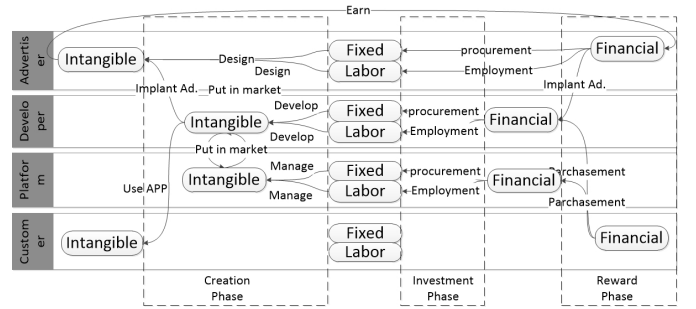 Earn
Advertis
er
Intangible
Design
Design
Fixed
Labor
procurement
Employment
Financial
Implant Ad.
Put in market
Implant Ad.
Develo
per
Intangible
Develop
Develop
Fixed
Labor
procurement
Employment
Financial
Put in market
Platfor
m
Intangible
Manage
Manage
Fixed
Labor
procurement
Employment
Financial
Parchasement
Parchasement
Use APP
Custom
er
Intangible
Fixed
Labor
Financial
Creation
Phase
Investment
Phase
Reward
Phase